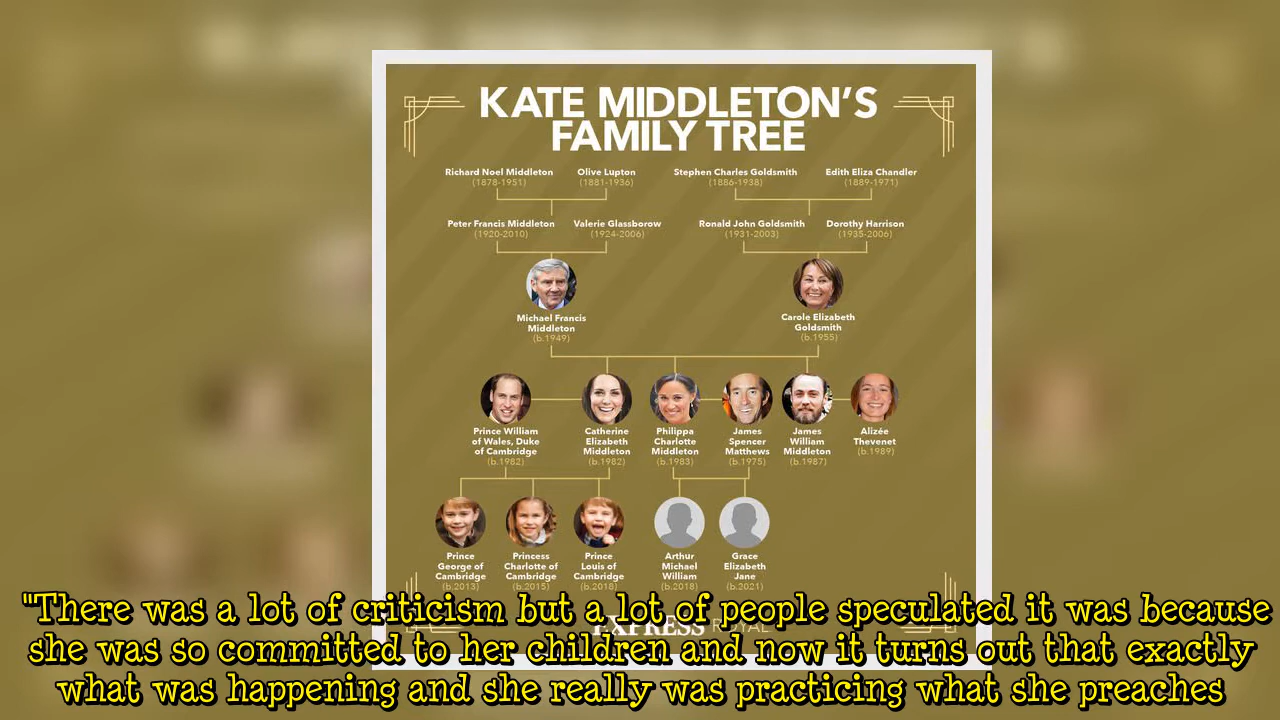 KATE MIDDLETON'S
FAMILY TREE
Richard Noel Middleton Olive Lupton Stephen Charles Goldsmith Edith Eliza Chandler
(1878-1951) (1881-1936) (1886-1938) (1889-1971)
Peter Francis Middleton Valerie Glassborow Ronald John Goldsmith Dorothy Harrison
(1920-2010) (1924-2006) (1931-2003) (1935-2006)
Michael Francis
Middleton
(b.1949)
Carole Elizabeth
Goldsmith
(b.1955)
Prince William
of Wales, Duke
of Cambridge
(b.1982)
Catherine
Elizabeth
Middleton
(b.1982)
Philippa
Charlotte
Middleton
(b.1983)
James
Spencer
Matthews
(b.1975)
James
William
Middleton
(b.1987)
Alizée
Thevenet
(b.1989)
Prince
George of
Cambridge
(b.2013)
Princess
Charlotte of
Cambridge
(b.2015)
Prince
Louis of
Cambridge
(b.2018)
Arthur
Michael
William
(b.2018)
Grace
Elizabeth
Jane
(b.2021)
EXPRESS ROYAL
"There was a lot of criticism but a lot of people speculated it was because
she was so committed to her children and now it turns out that exactly
what was happening and she really was practicing what she preaches